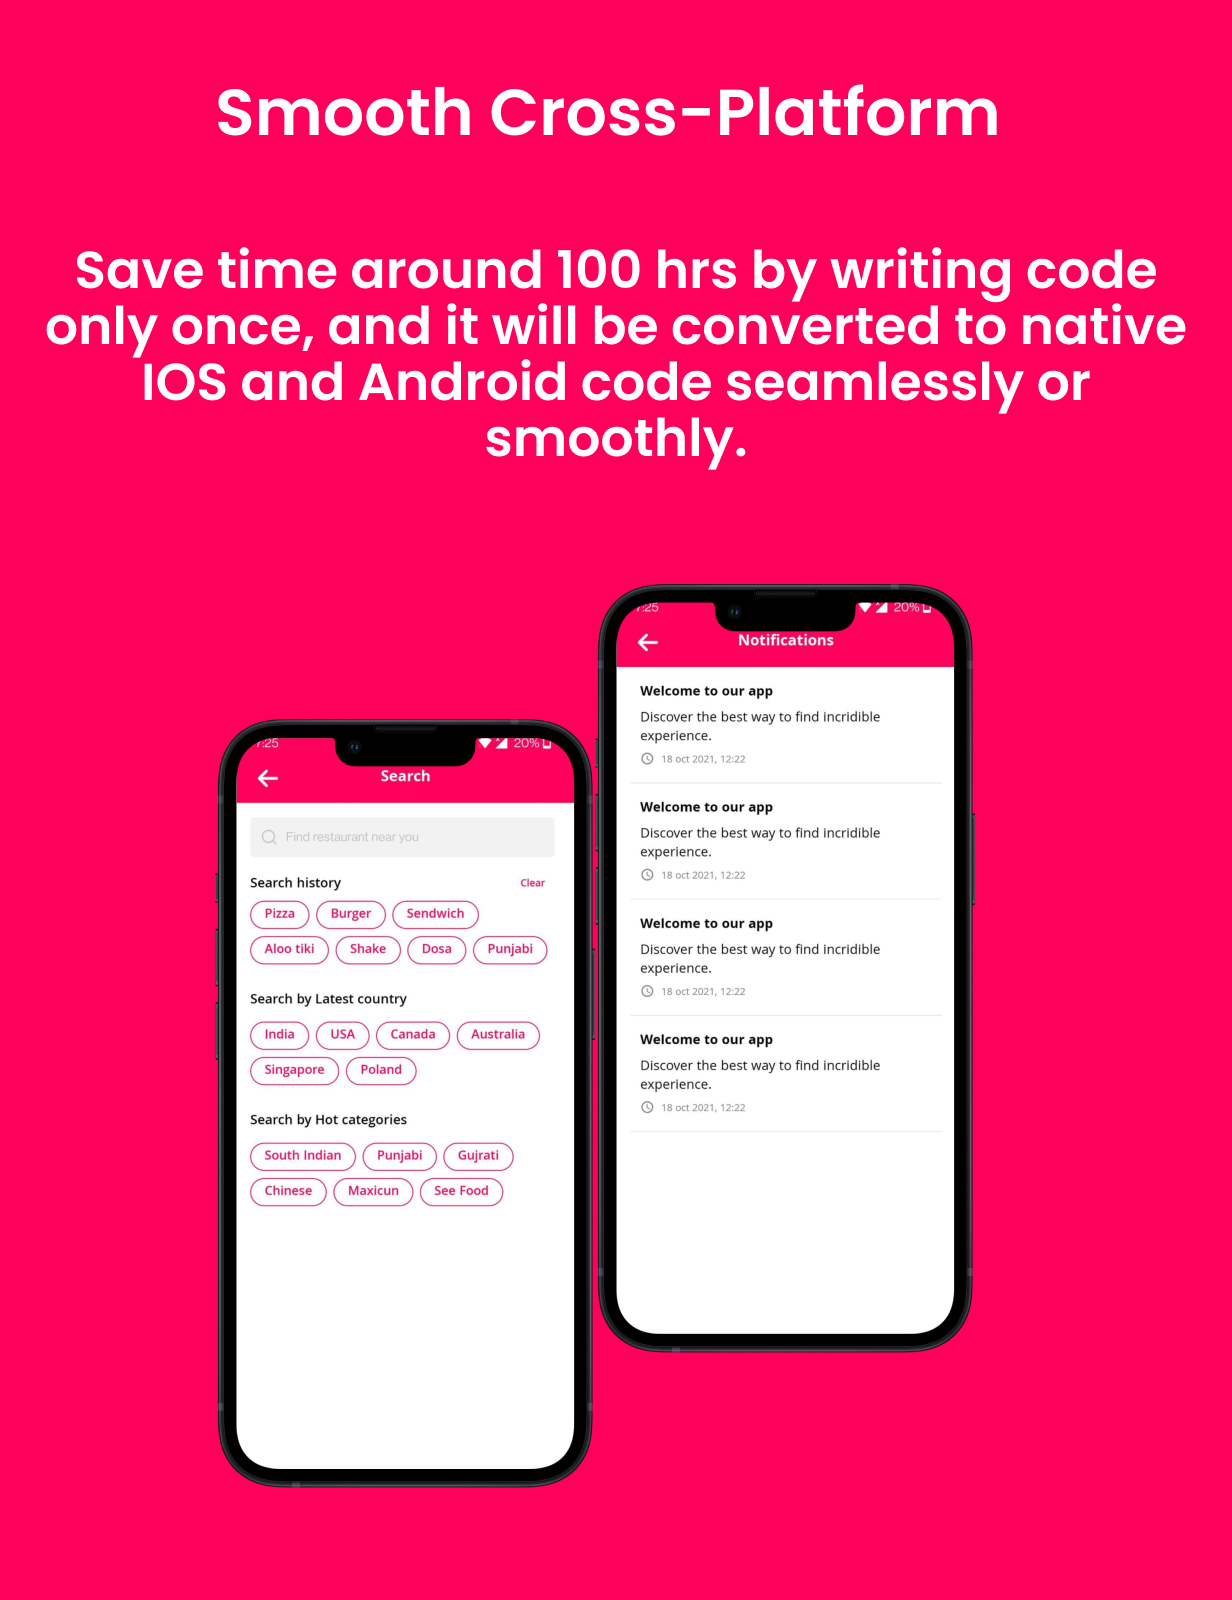 Smooth Cross-Platform
Save time around 100 hrs by writing code
only once, and it will be converted to native
IOS and Android code seamlessly or
smoothly.
7:25
20%
Search
Find restaurant near you
Search history
Clear
Pizza
Burger
Sendwich
Aloo tiki
Shake
Dosa
Punjabi
Search by Latest country
India
USA
Canada
Australia
Singapore
Poland
Search by Hot categories
South Indian
Punjabi
Gujrati
Chinese
Maxicun
See Food
7:25
20%
Notifications
Welcome to our app
Discover the best way to find incridible
experience.
18 oct 2021, 12:22
Welcome to our app
Discover the best way to find incridible
experience.
18 oct 2021, 12:22
Welcome to our app
Discover the best way to find incridible
experience.
18 oct 2021, 12:22
Welcome to our app
Discover the best way to find incridible
experience.
18 oct 2021, 12:22